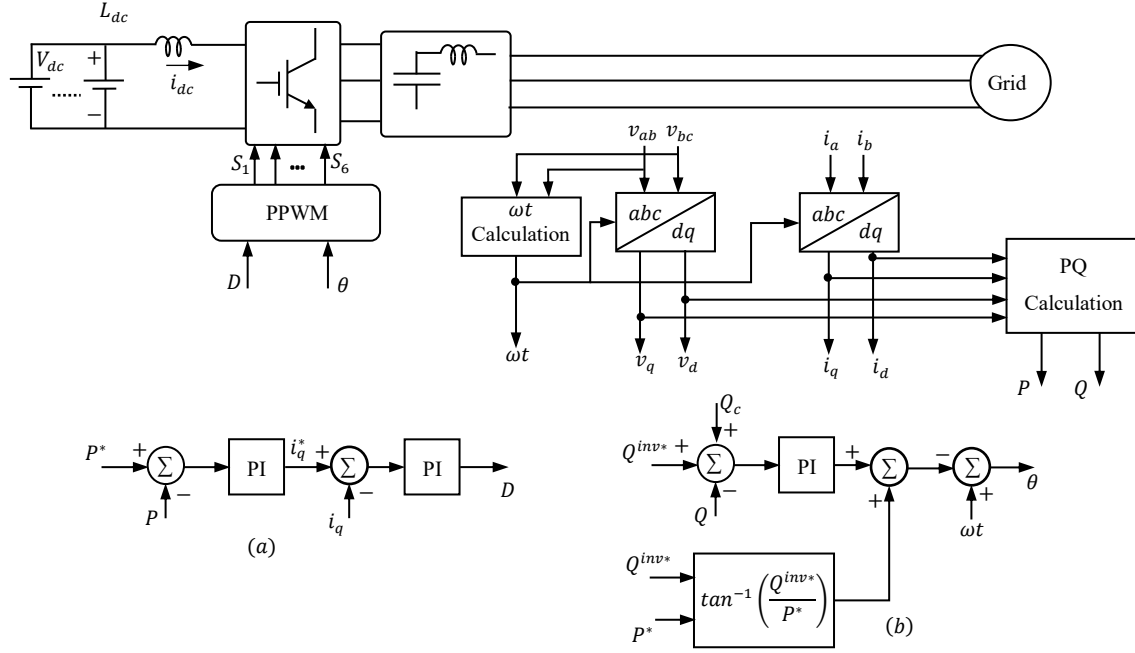 L_dc
V_dc
+
i_dc
−
Grid
S_1 ... S_6
PPWM
D θ
v_ab v_bc
i_a i_b
ωt
Calculation
abc
dq
abc
dq
PQ
Calculation
ωt
v_q v_d
i_q i_d
P Q
P* + Σ −
PI
i_q^*
+ Σ −
PI
D
P
i_q
(a)
Q_c
+
Q^inv* + Σ −
PI
+ Σ +
− Σ +
θ
Q
ωt
Q^inv*
P*
tan^−1 (Q^inv*/P*)
(b)